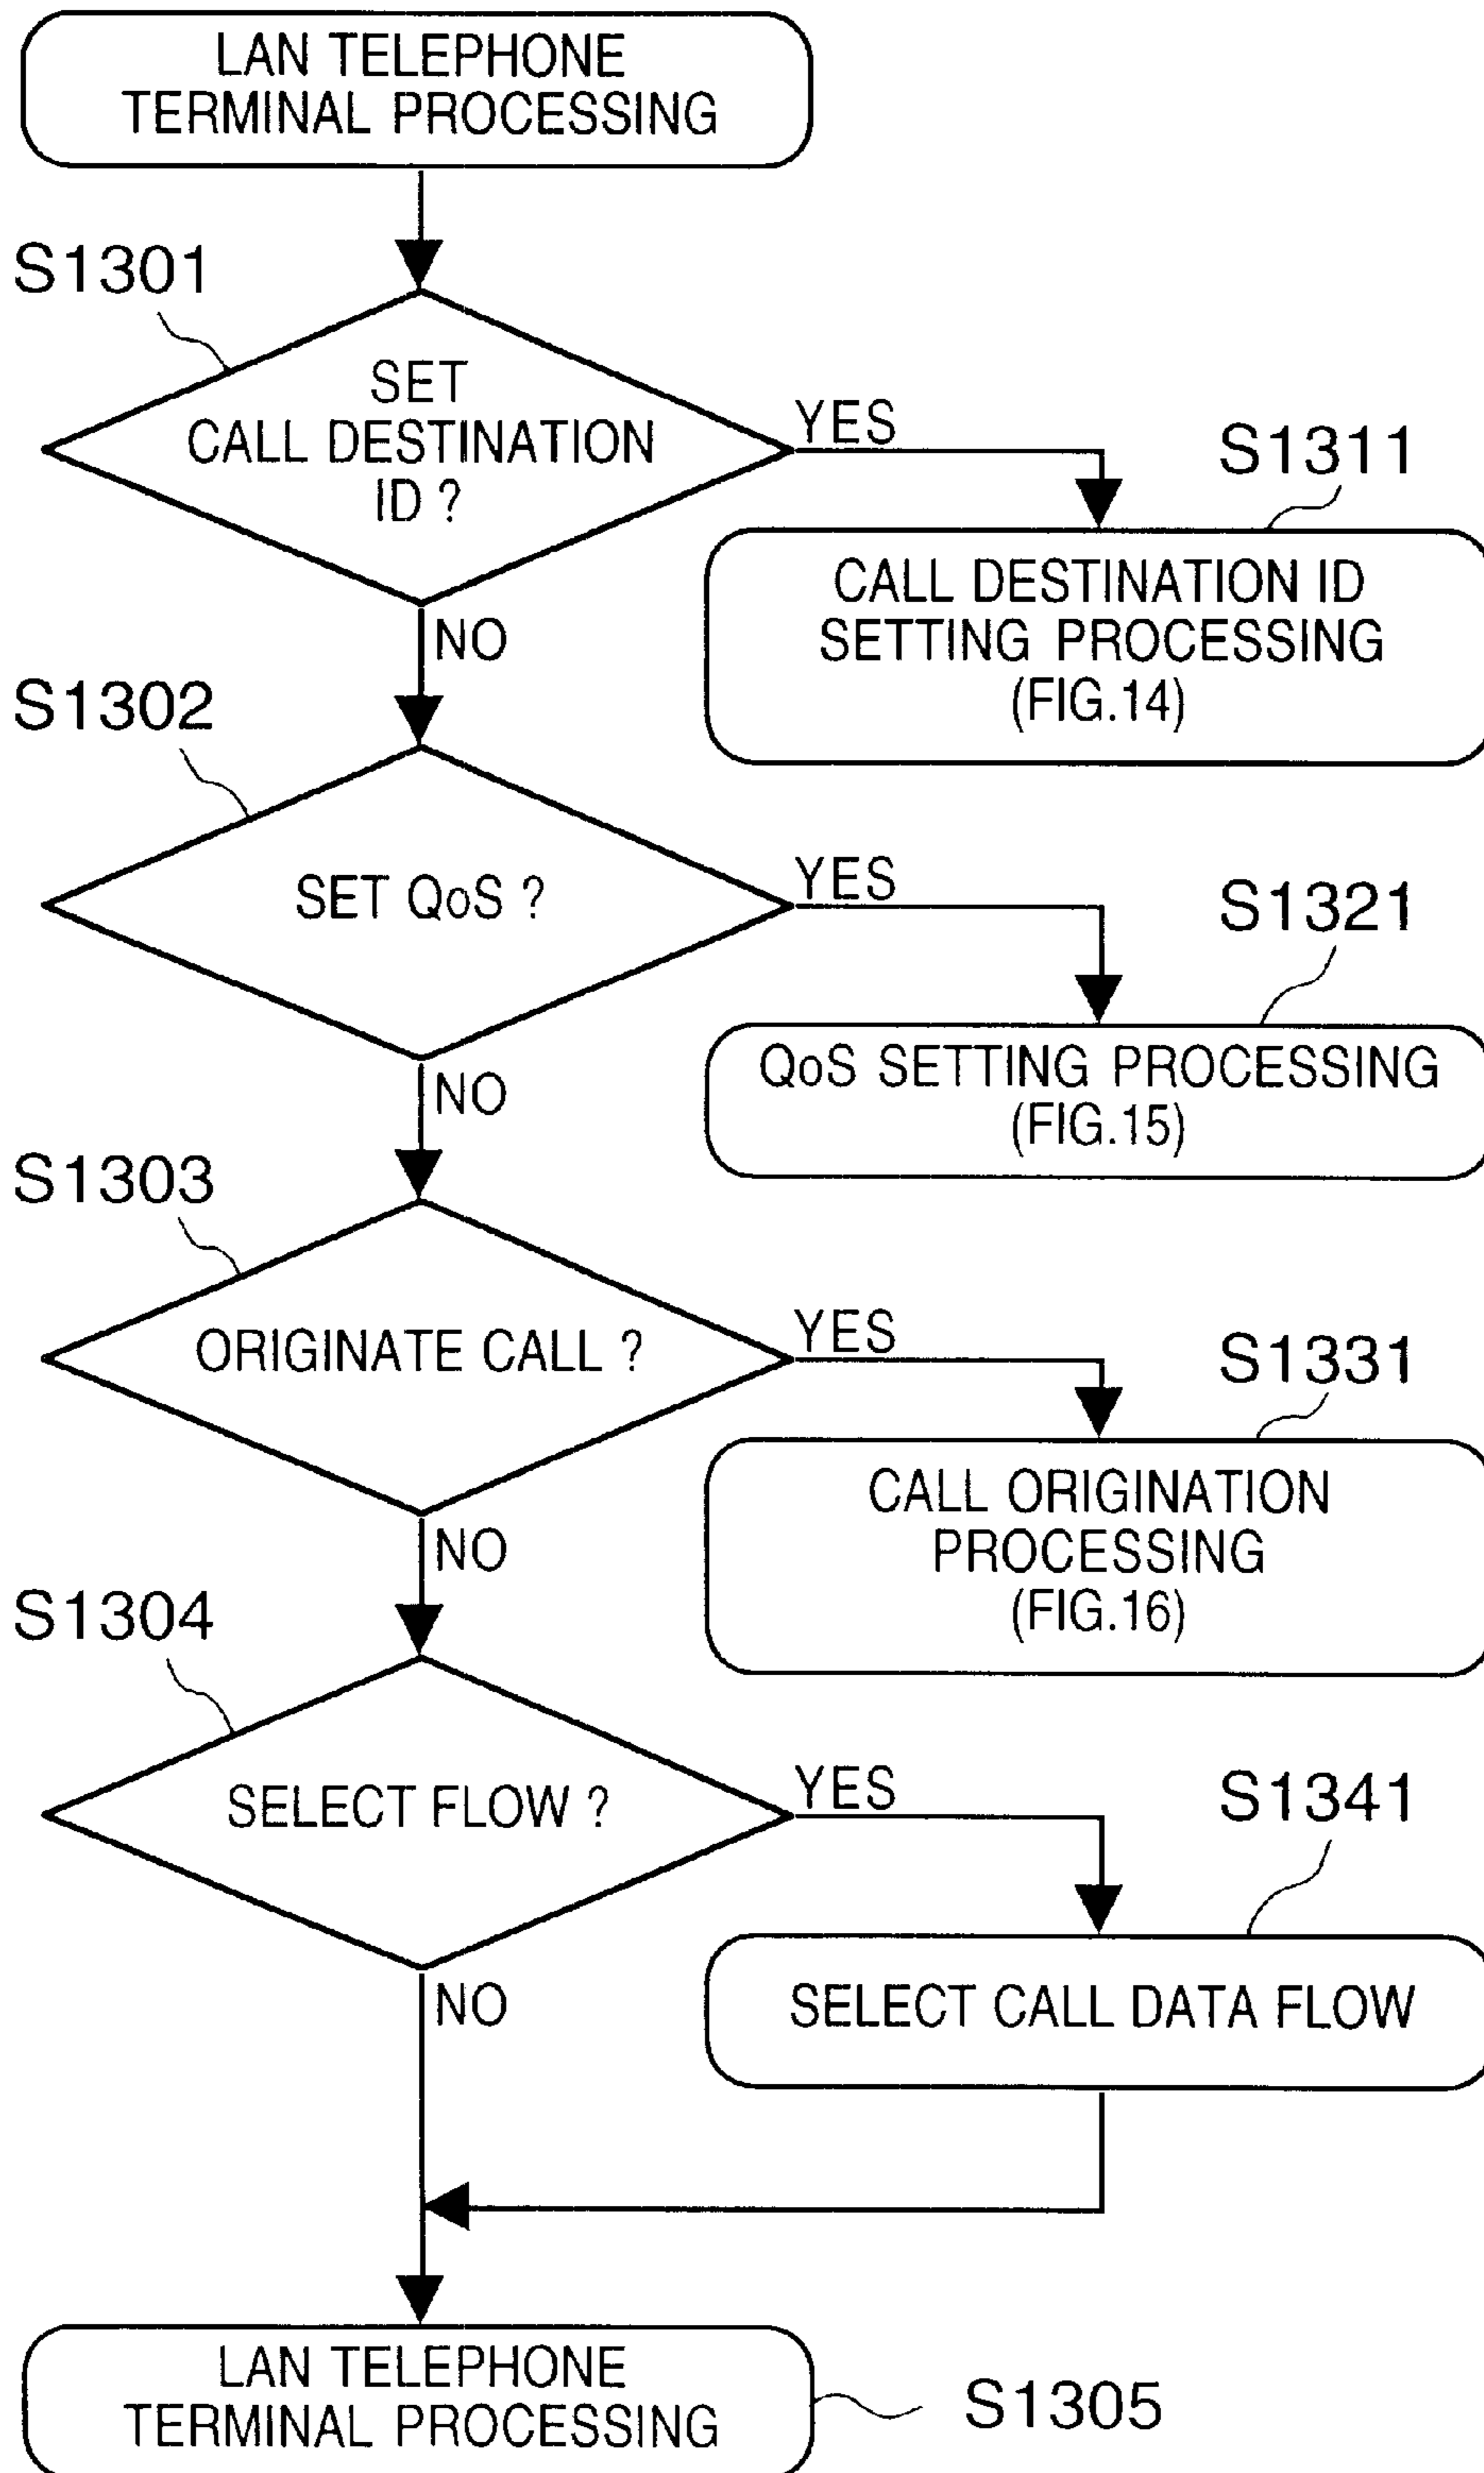 LAN TELEPHONE
TERMINAL PROCESSING
S1301
SET
CALL DESTINATION
ID ?
YES
S1311
CALL DESTINATION ID
SETTING PROCESSING
(FIG.14)
NO
S1302
SET QoS ?
YES
S1321
QoS SETTING PROCESSING
(FIG.15)
NO
S1303
ORIGINATE CALL ?
YES
S1331
CALL ORIGINATION
PROCESSING
(FIG.16)
NO
S1304
SELECT FLOW ?
YES
S1341
SELECT CALL DATA FLOW
NO
LAN TELEPHONE
TERMINAL PROCESSING
S1305